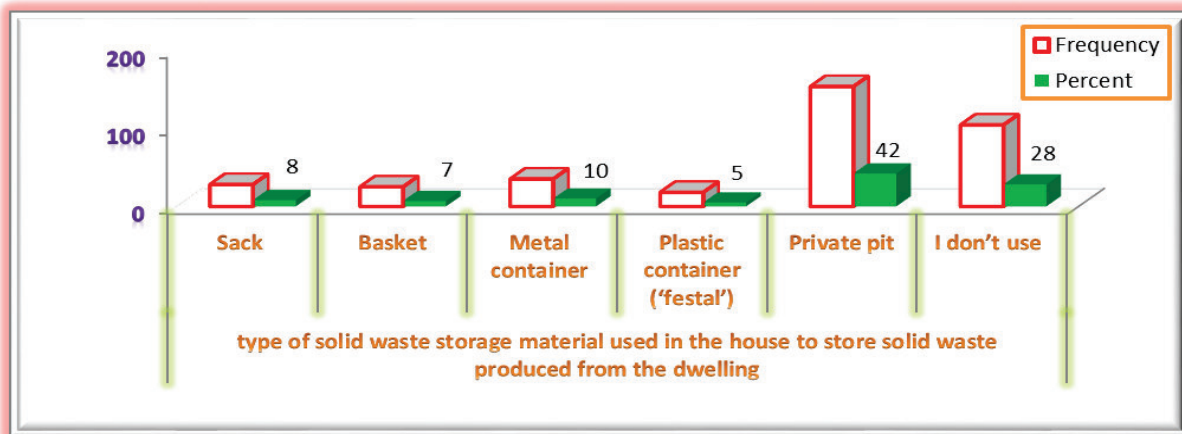 200
Frequency
Percent
100
42
28
8
7
10
5
0
Sack
Basket
Metal
container
Plastic
container
(‘festal’)
Private pit
I don’t use
type of solid waste storage material used in the house to store solid waste
produced from the dwelling